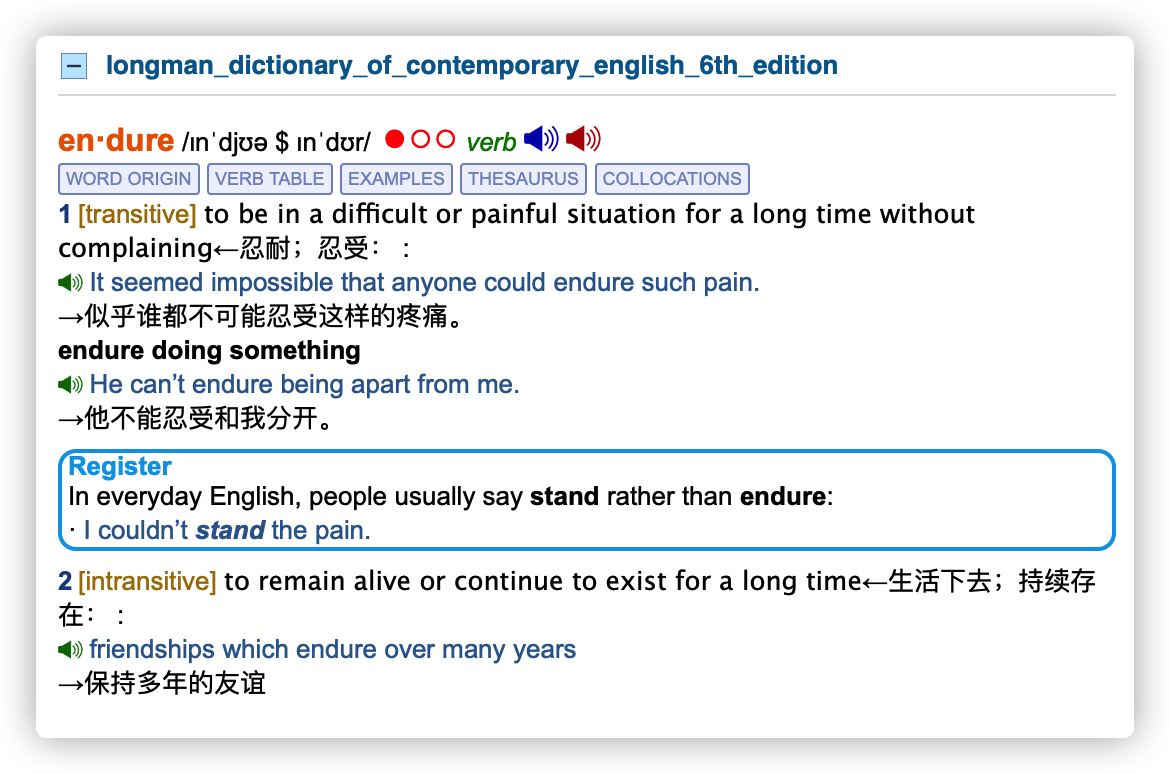 longman_dictionary_of_contemporary_english_6th_edition
en·dure /ɪnˈdjʊə $ ɪnˈdʊr/ verb
WORD ORIGIN VERB TABLE EXAMPLES THESAURUS COLLOCATIONS
1 [transitive] to be in a difficult or painful situation for a long time without
complaining←忍耐；忍受： :
It seemed impossible that anyone could endure such pain.
→似乎谁都不可能忍受这样的疼痛。
endure doing something
He can’t endure being apart from me.
→他不能忍受和我分开。
Register
In everyday English, people usually say stand rather than endure:
· I couldn’t stand the pain.
2 [intransitive] to remain alive or continue to exist for a long time←生活下去；持续存
在： :
friendships which endure over many years
→保持多年的友谊